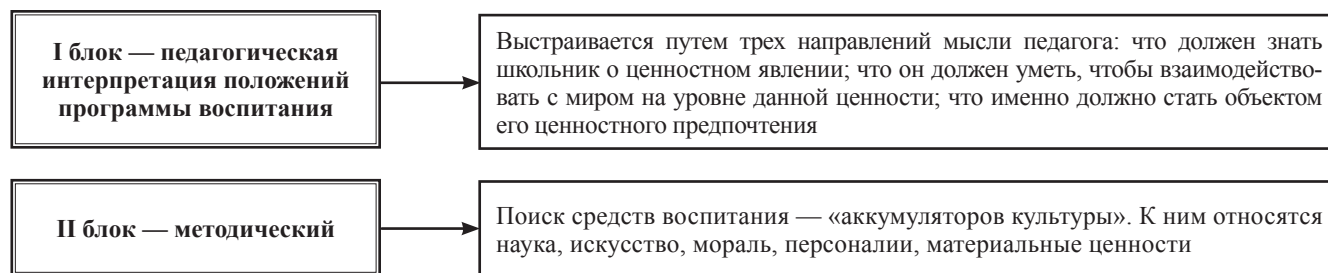 I блок — педагогическая
интерпретация положений
программы воспитания
Выстраивается путем трех направлений мысли педагога: что должен знать
школьник о ценностном явлении; что он должен уметь, чтобы взаимодейство-
вать с миром на уровне данной ценности; что именно должно стать объектом
его ценностного предпочтения
II блок — методический
Поиск средств воспитания — «аккумуляторов культуры». К ним относятся
наука, искусство, мораль, персоналии, материальные ценности